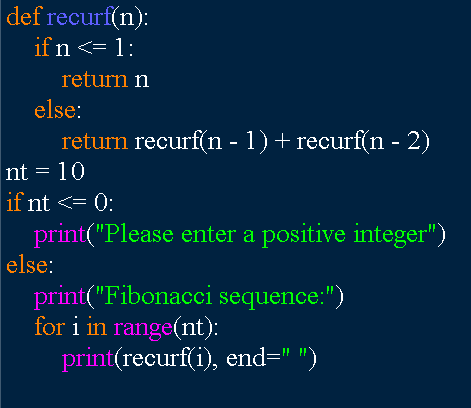 def recurf(n):
    if n <= 1:
        return n
    else:
        return recurf(n - 1) + recurf(n - 2)
nt = 10
if nt <= 0:
    print("Please enter a positive integer")
else:
    print("Fibonacci sequence:")
    for i in range(nt):
        print(recurf(i), end=" ")